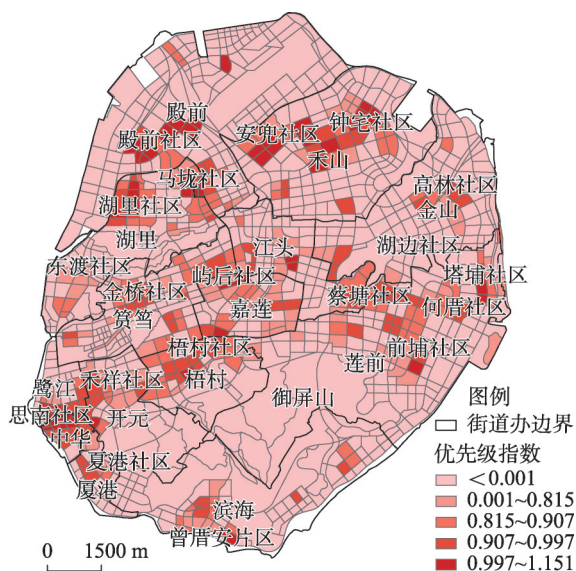 殿前
殿前社区
安兜社区
钟宅社区
禾山
马垅社区
高林社区
金山
湖里社区
湖里
江头
湖边社区
东渡社区
屿后社区
塔埔社区
金桥社区
蔡塘社区
何厝社区
筼筜
嘉莲
梧村社区
前埔社区
莲前
鹭江
禾祥社区
梧村
御屏山
思南社区
开元
中华
夏港社区
厦港
滨海
曾厝安片区
图例
街道办边界
优先级指数
<0.001
0.001~0.815
0.815~0.907
0.907~0.997
0.997~1.151
0 1500 m